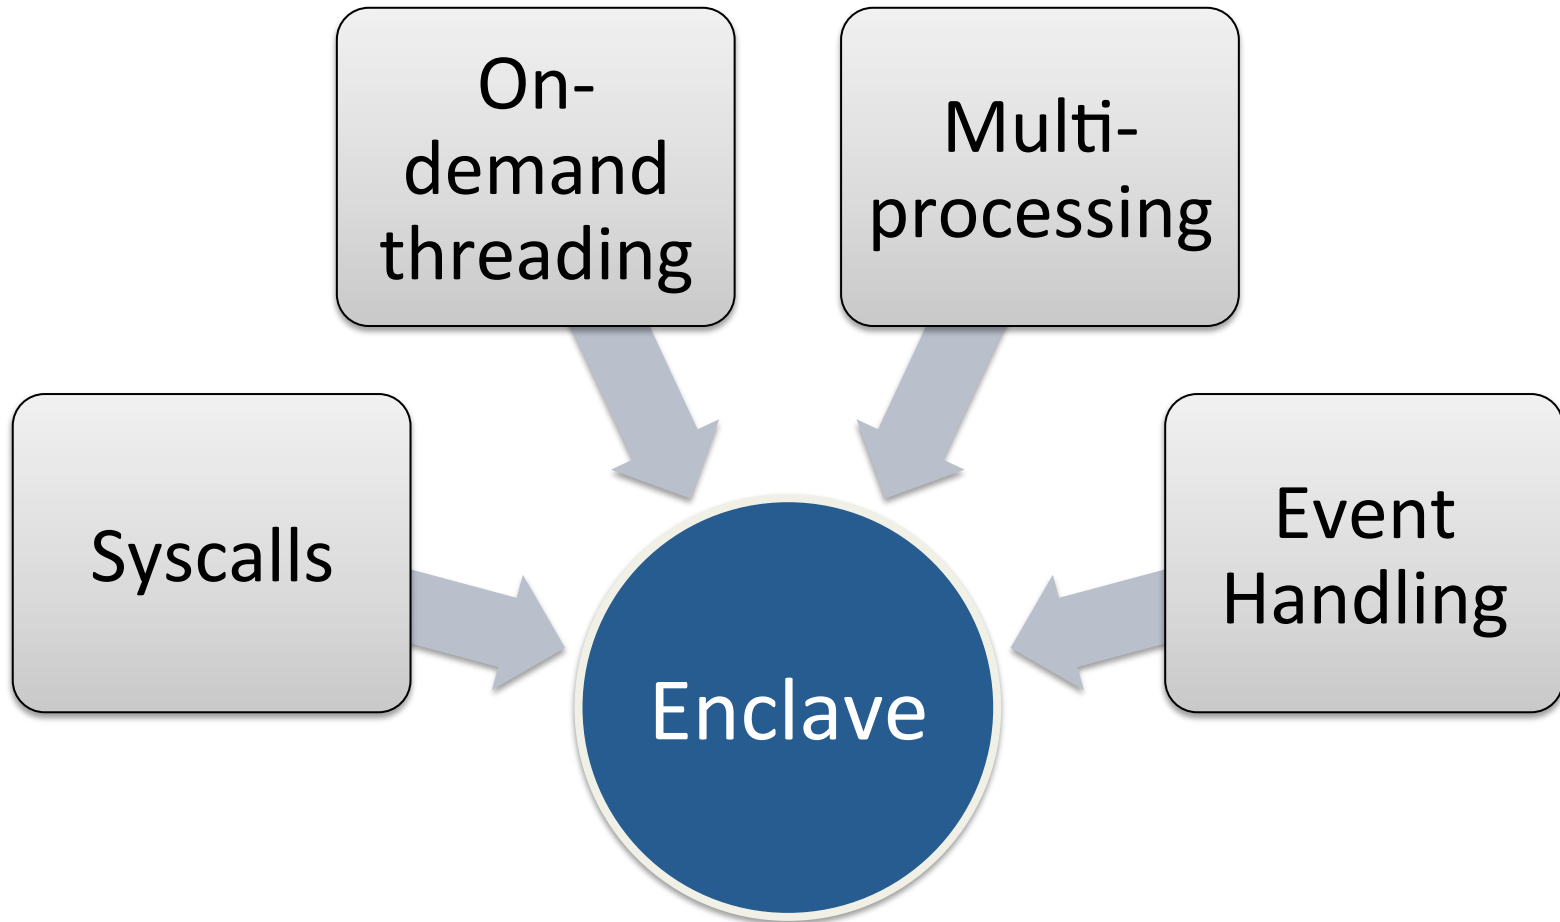 On-
demand
threading
Multi-
processing
Syscalls
Event
Handling
Enclave